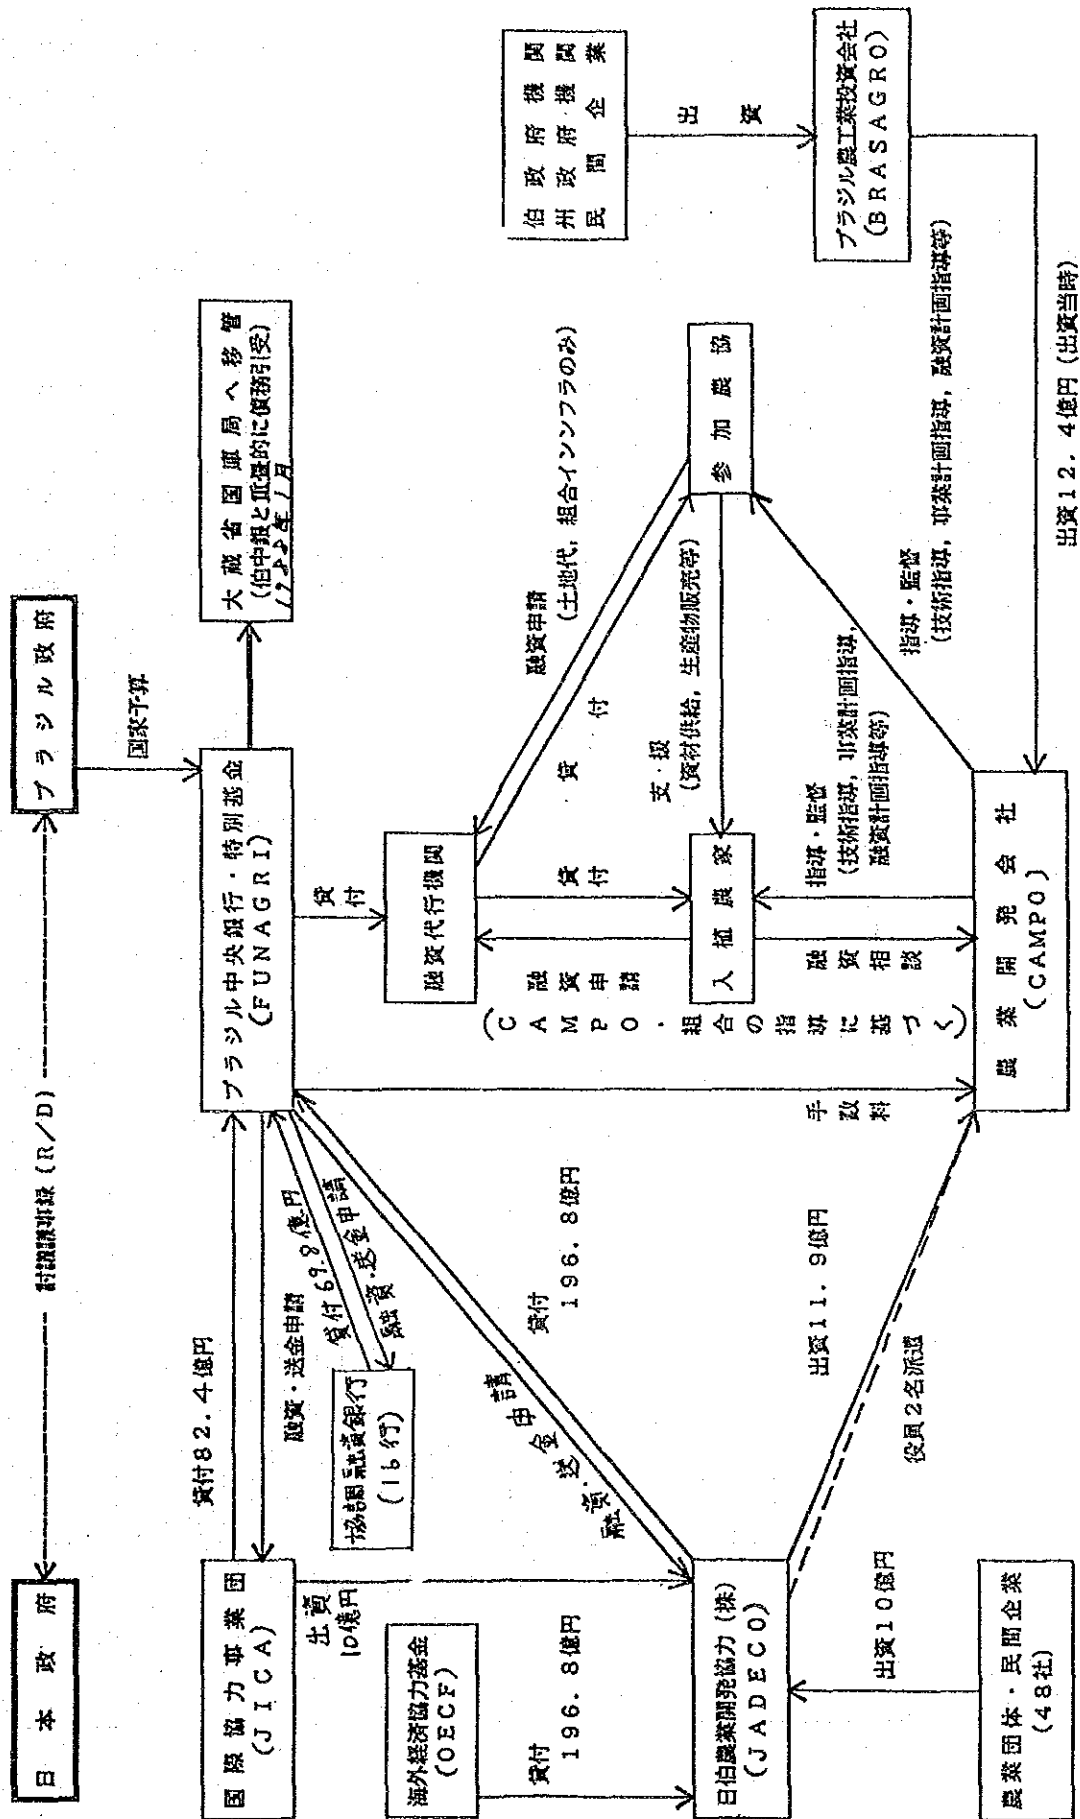 日本政府
討議議事録 (R/D)
ブラジル政府
国家予算
国際協力事業団
(JICA)
貸付82.4億円
融資・送金申請
ブラジル中央銀行・特別基金
(FUNAGRI)
大蔵省国庫局へ移管
(伯中銀と重畳的に債務引受)
1988年1月
貸付69.8億円
融資・送金申請
協調融資銀行
(16行)
出資
10億円
海外経済協力基金
(OECF)
貸付
196.8億円
貸付
196.8億円
融資・送金申請
貸付
融資代行機関
融資申請
(土地代, 組合インンフラのみ)
貸付
貸付
融資申請
(CAMPO・組合の指導に基づく)
入植農家
支・援
(資材供給, 生産物販売等)
参加農協
伯政府機関
州政府機関
民間企業
出資
ブラジル農工業投資会社
(BRASAGRO)
指導・監督
(技術指導, 事業計画指導,
融資計画指導等)
融資相談
指導・監督
(技術指導, 事業計画指導, 融資計画指導等)
手数料
日伯農業開発協力(株)
(JADECO)
出資11.9億円
役員2名派遣
農業開発会社
(CAMPO)
出資12.4億円(出資当時)
出資10億円
農業団体・民間企業
(48社)